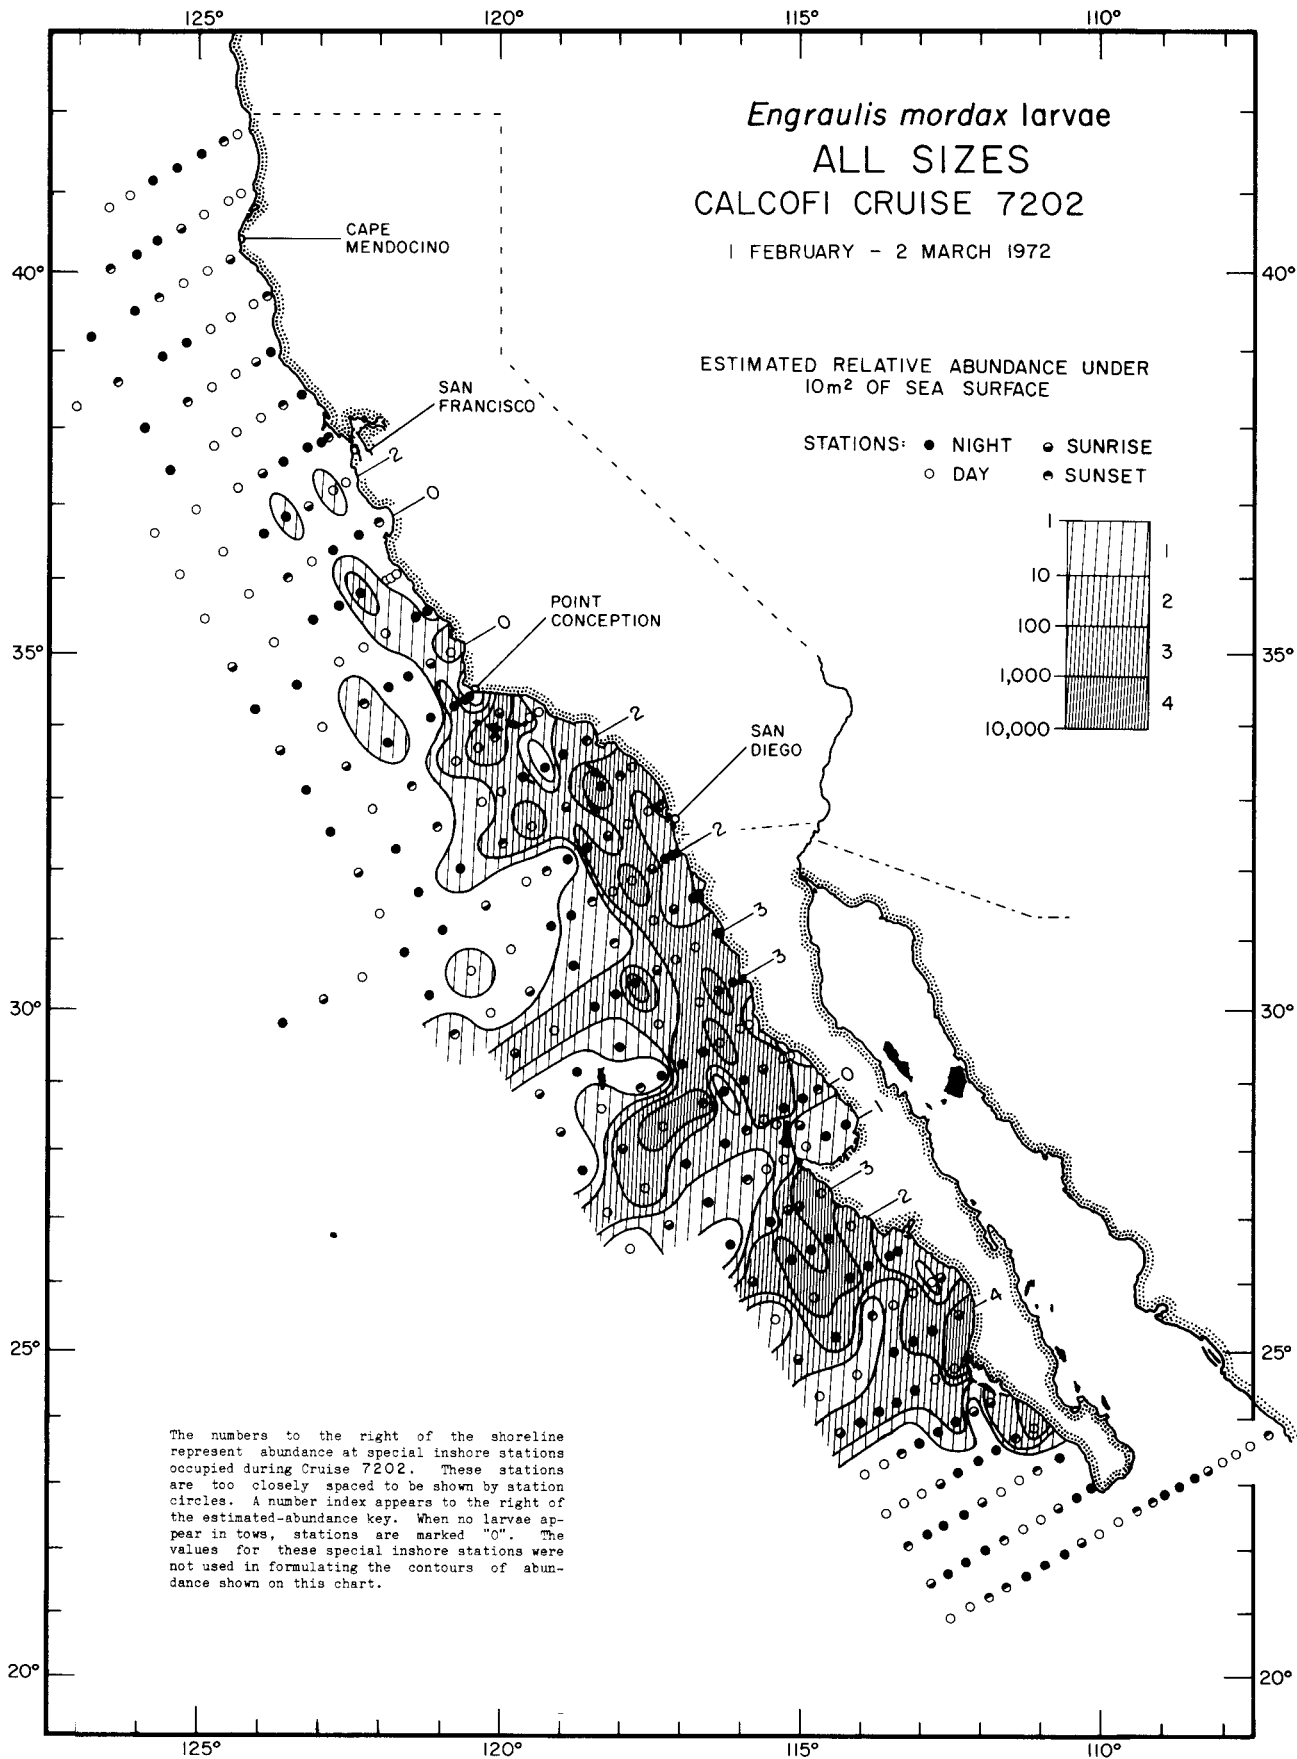 125° 120° 115° 110°
Engraulis mordax larvae
ALL SIZES
CALCOFI CRUISE 7202
1 FEBRUARY – 2 MARCH 1972
CAPE
MENDOCINO
40° 40°
ESTIMATED RELATIVE ABUNDANCE UNDER
10m² OF SEA SURFACE
SAN
FRANCISCO
STATIONS: NIGHT SUNRISE
DAY SUNSET
2
0
1
1
10
2
100
3
1,000
4
10,000
POINT
CONCEPTION
0
35° 35°
2
SAN
DIEGO
2
3
3
30° 30°
0
1
3
2
4
25° 25°
The numbers to the right of the shoreline
represent abundance at special inshore stations
occupied during Cruise 7202. These stations
are too closely spaced to be shown by station
circles. A number index appears to the right of
the estimated-abundance key. When no larvae ap-
pear in tows, stations are marked "0". The
values for these special inshore stations were
not used in formulating the contours of abun-
dance shown on this chart.
20° 20°
125° 120° 115° 110°